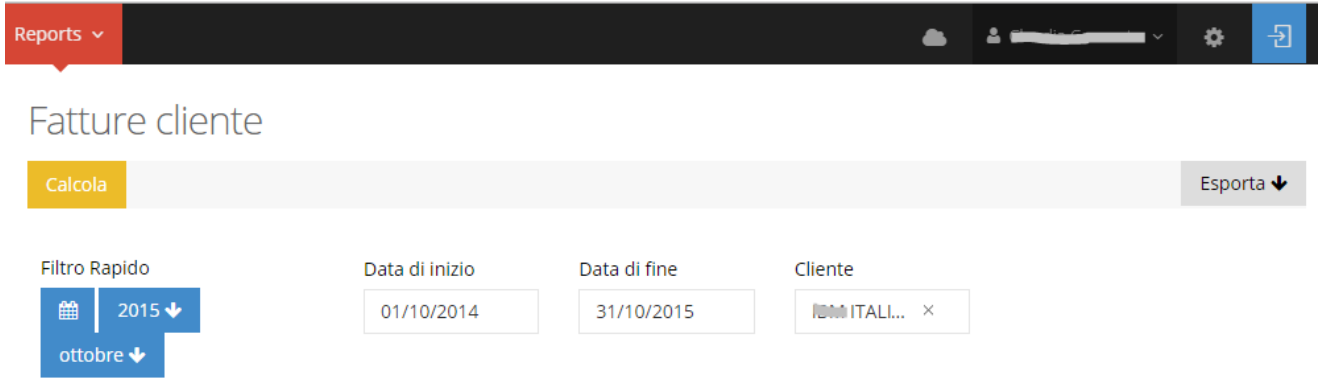 Reports
Fatture cliente
Calcola
Esporta
Filtro Rapido
Data di inizio
Data di fine
Cliente
2015
01/10/2014
31/10/2015
ITALI...
ottobre